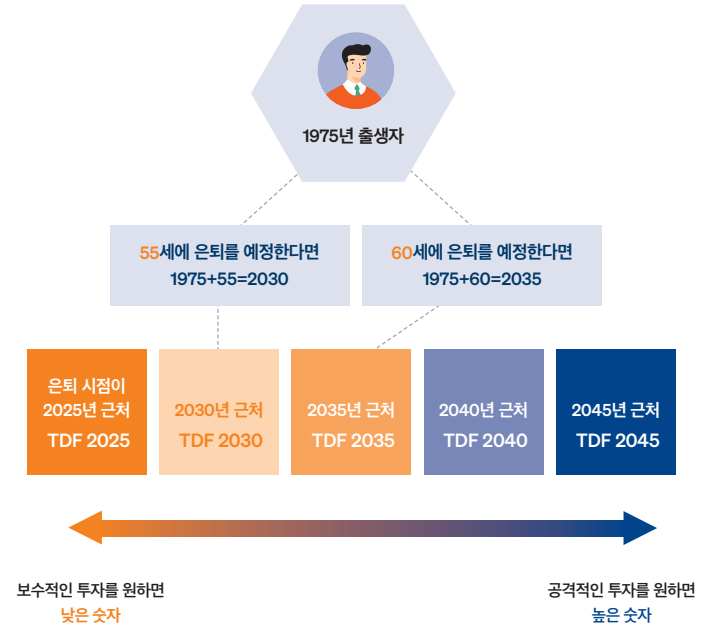 1975년 출생자
55세에 은퇴를 예정한다면
1975+55=2030
60세에 은퇴를 예정한다면
1975+60=2035
은퇴 시점이
2025년 근처
TDF 2025
2030년 근처
TDF 2030
2035년 근처
TDF 2035
2040년 근처
TDF 2040
2045년 근처
TDF 2045
보수적인 투자를 원하면
낮은 숫자
공격적인 투자를 원하면
높은 숫자